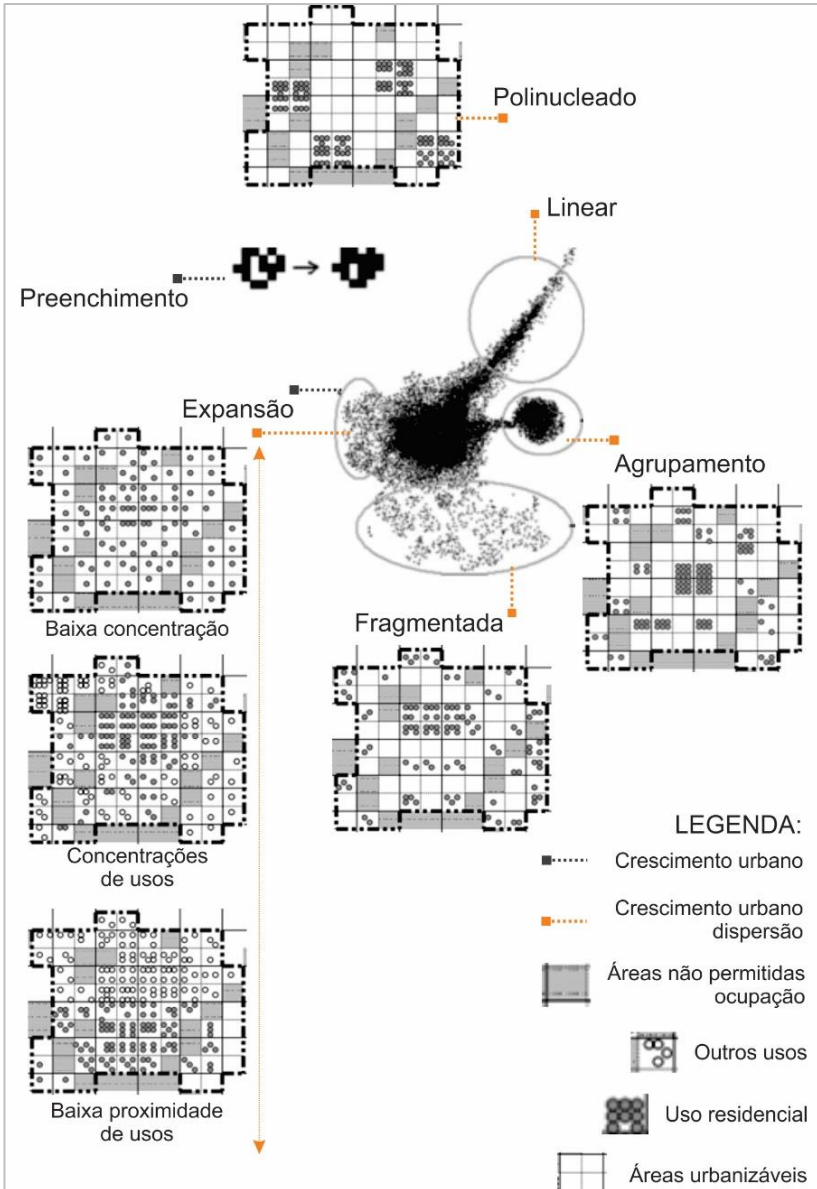 Polinucleado
Linear
Preenchimento
Expansão
Agrupamento
Baixa concentração
Fragmentada
Concentrações
de usos
Baixa proximidade
de usos
LEGENDA:
Crescimento urbano
Crescimento urbano
dispersão
Áreas não permitidas
ocupação
Outros usos
Uso residencial
Áreas urbanizáveis